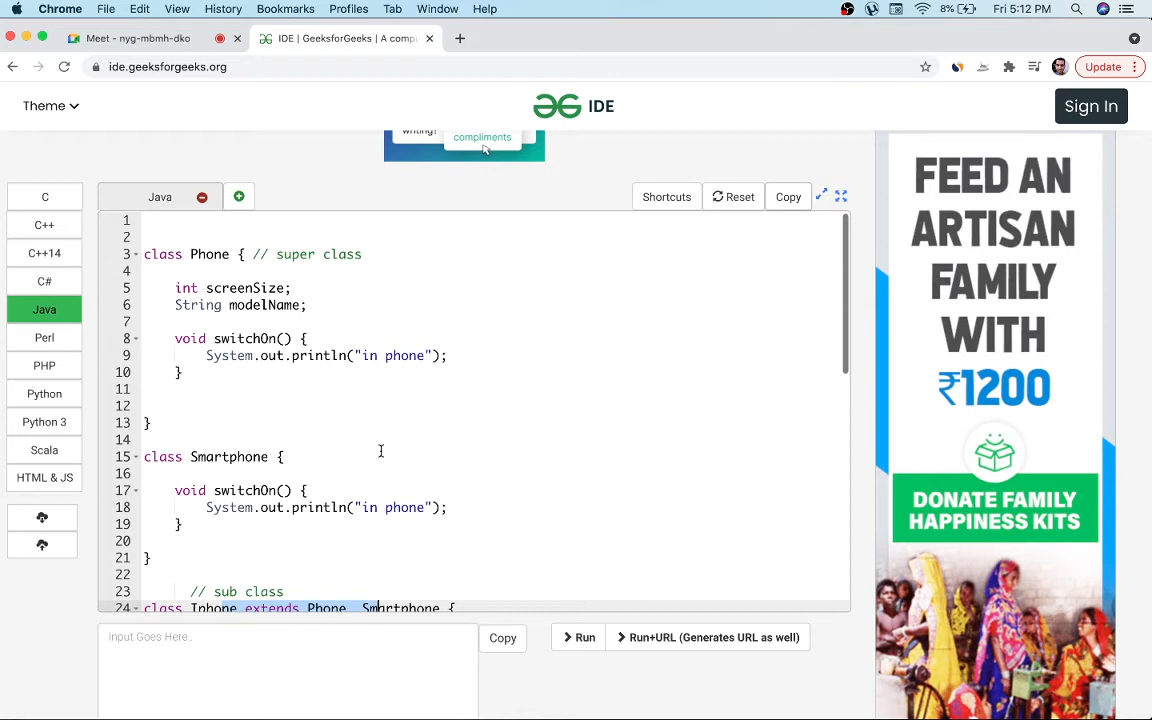 Chrome File Edit View History Bookmarks Profiles Tab Window Help 8% Fri 5:12 PM
Meet - nyg-mbmh-dko
IDE | GeeksforGeeks | A comp
ide.geeksforgeeks.org
Update
Theme
IDE
Sign In
writing!
compliments
C
C++
C++14
C#
Java
Perl
PHP
Python
Python 3
Scala
HTML & JS
Java
Shortcuts
Reset
Copy
1
2
3 class Phone { // super class
4
5 int screenSize;
6 String modelName;
7
8 void switchOn() {
9 System.out.println("in phone");
10 }
11
12
13 }
14
15 class Smartphone {
16
17 void switchOn() {
18 System.out.println("in phone");
19 }
20
21 }
22
23 // sub class
24 class Iphone extends Phone Smartphone {
Input Goes Here..
Copy
Run
Run+URL (Generates URL as well)
FEED AN
ARTISAN
FAMILY
WITH
₹1200
DONATE FAMILY
HAPPINESS KITS